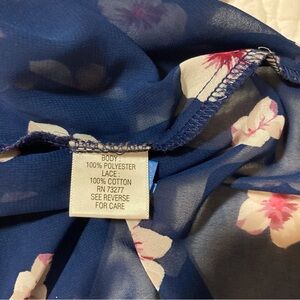 BODY :
100% POLYESTER
LACE :
100% COTTON
RN 73277
SEE REVERSE
FOR CARE